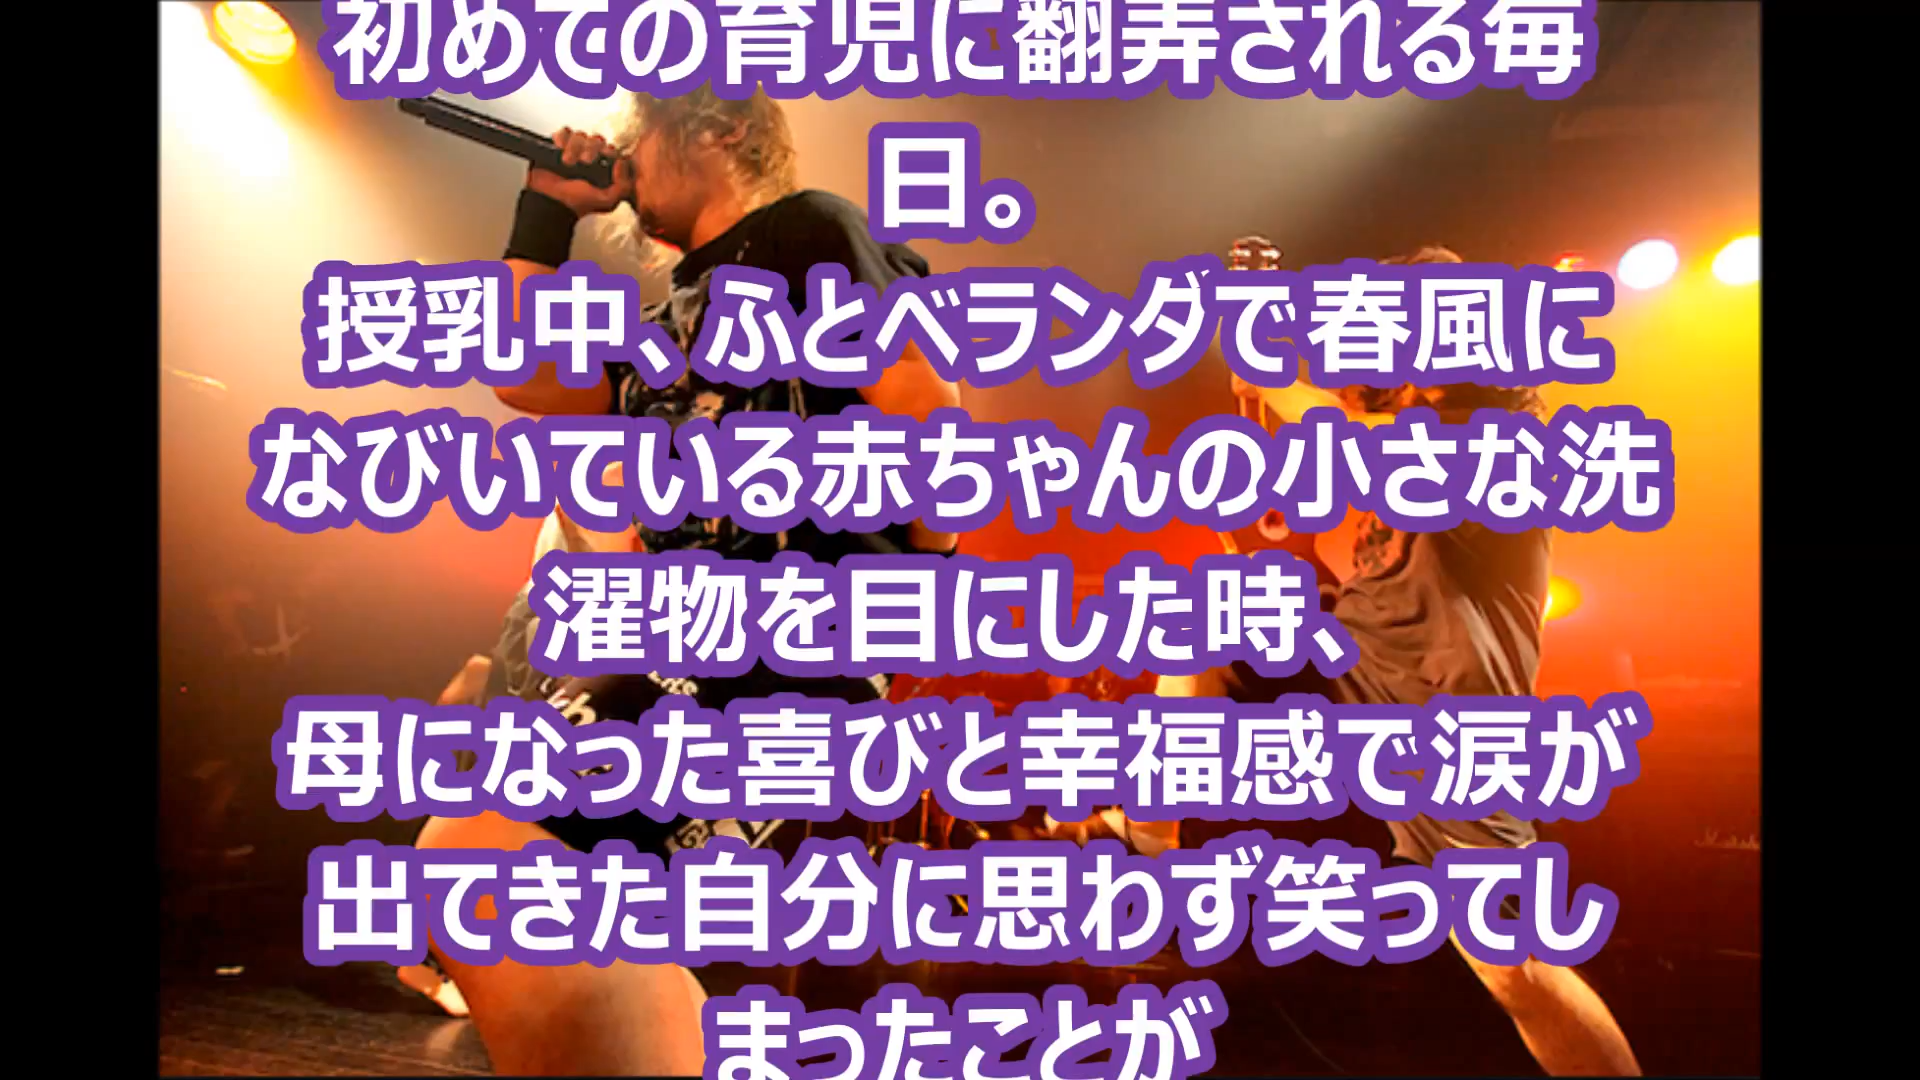 初めての育児に翻弄される毎
日。
授乳中、ふとベランダで春風に
なびいている赤ちゃんの小さな洗
濯物を目にした時、
母になった喜びと幸福感で涙が
出てきた自分に思わず笑ってし
まったことが